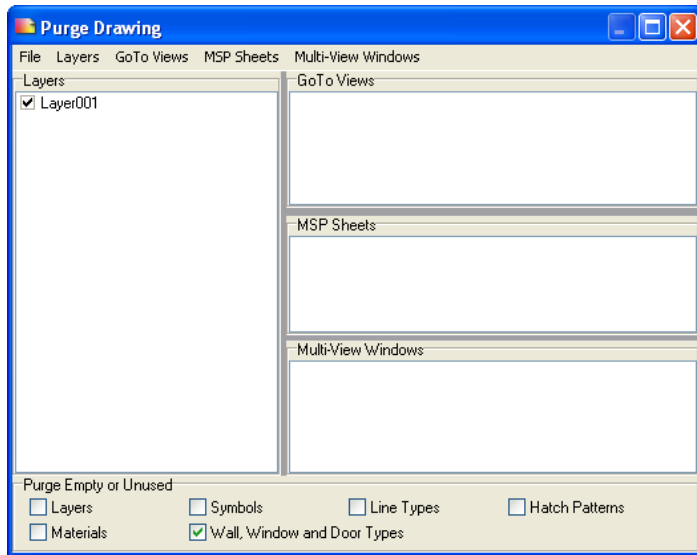 Purge Drawing
File Layers GoTo Views MSP Sheets Multi-View Windows
Layers
Layer001
GoTo Views
MSP Sheets
Multi-View Windows
Purge Empty or Unused
Layers Symbols Line Types Hatch Patterns
Materials Wall, Window and Door Types